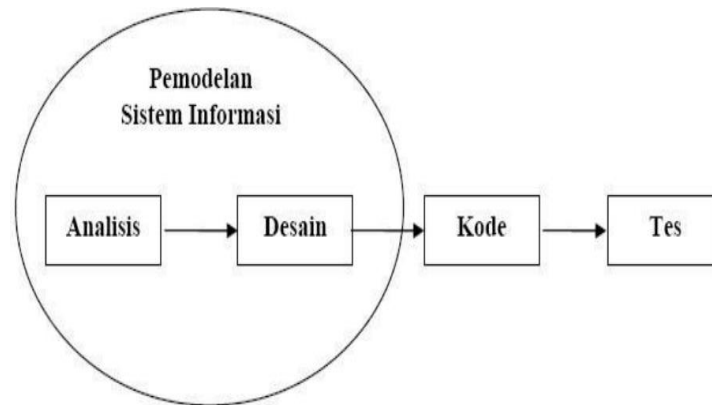 Pemodelan
Sistem Informasi
Analisis
Desain
Kode
Tes